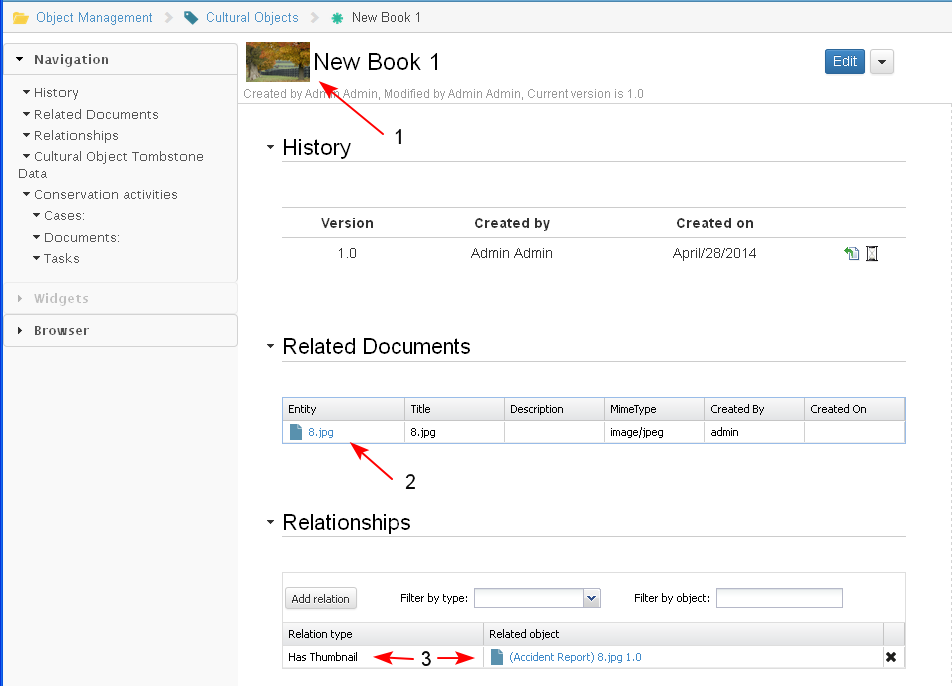 Object Management Cultural Objects New Book 1
Navigation
History
Related Documents
Relationships
Cultural Object Tombstone
Data
Conservation activities
Cases:
Documents:
Tasks
Widgets
Browser
New Book 1
Edit
Created by Admin Admin, Modified by Admin Admin, Current version is 1.0
1
History
Version Created by Created on
1.0 Admin Admin April/28/2014
Related Documents
Entity Title Description MimeType Created By Created On
8.jpg 8.jpg image/jpeg admin
2
Relationships
Add relation Filter by type: Filter by object:
Relation type Related object
Has Thumbnail 3 (Accident Report) 8.jpg 1.0